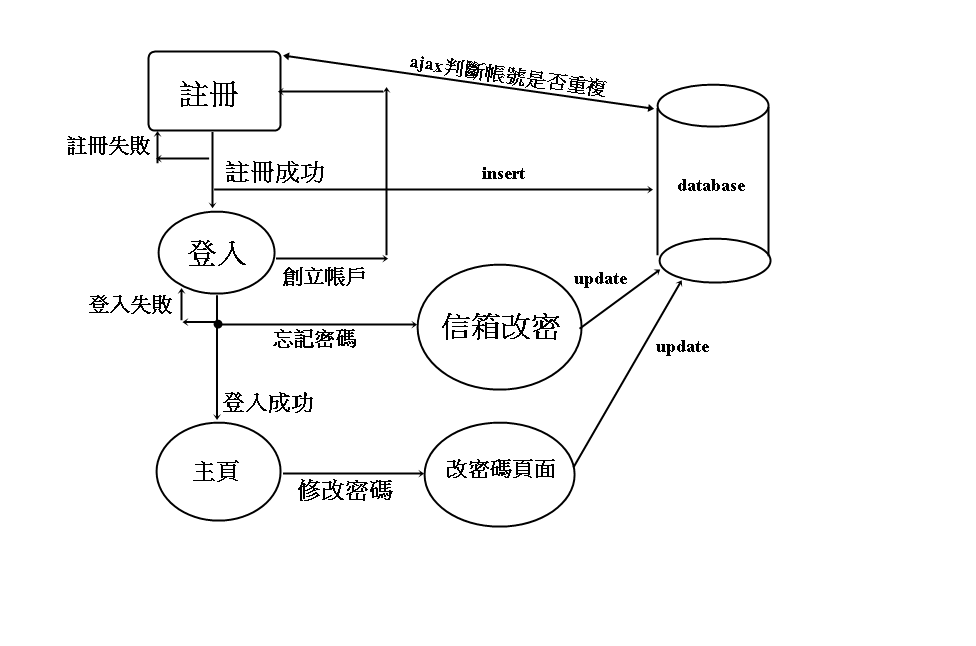 ajax判斷帳號是否重複
註冊
註冊失敗
註冊成功
insert
database
登入
創立帳戶
登入失敗
update
信箱改密
忘記密碼
update
登入成功
主頁
改密碼頁面
修改密碼